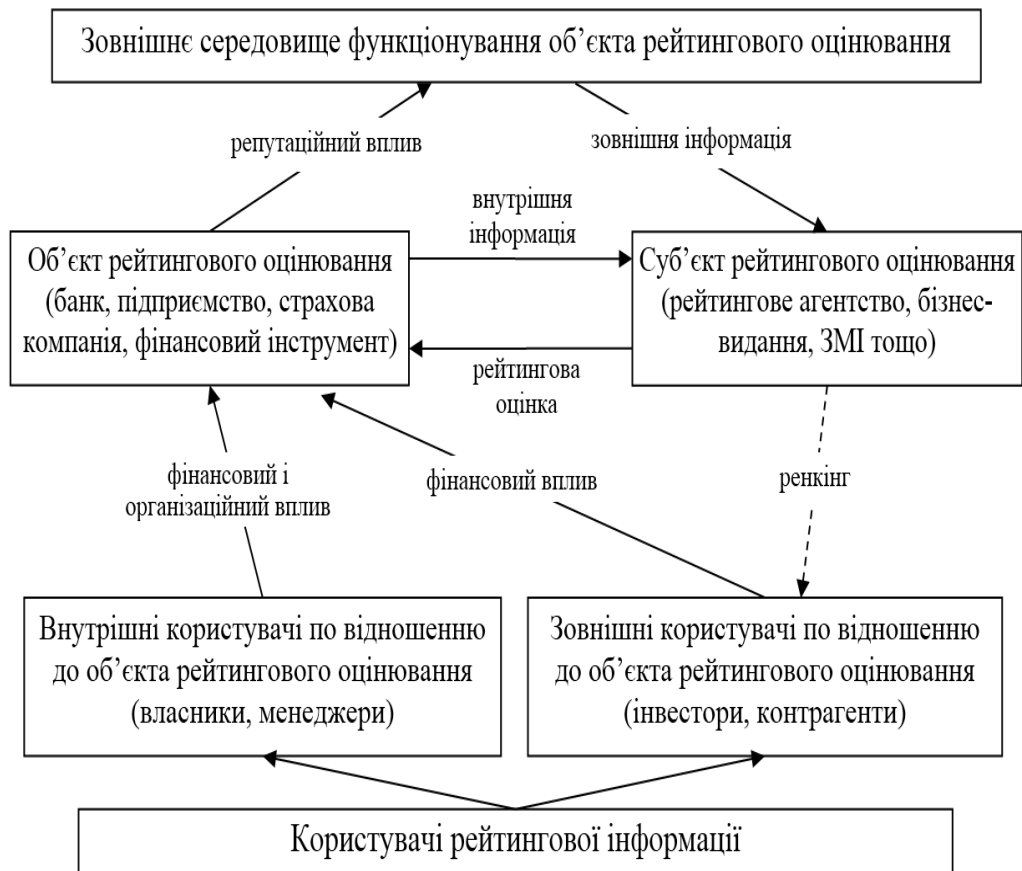 Зовнішнє середовище функціонування об’єкта рейтингового оцінювання
репутаційний вплив
зовнішня інформація
внутрішня
інформація
Об’єкт рейтингового оцінювання
(банк, підприємство, страхова
компанія, фінансовий інструмент)
Суб’єкт рейтингового оцінювання
(рейтингове агентство, бізнес-
видання, ЗМІ тощо)
рейтингова
оцінка
фінансовий і
організаційний вплив
фінансовий вплив
ренкінг
Внутрішні користувачі по відношенню
до об’єкта рейтингового оцінювання
(власники, менеджери)
Зовнішні користувачі по відношенню
до об’єкта рейтингового оцінювання
(інвестори, контрагенти)
Користувачі рейтингової інформації